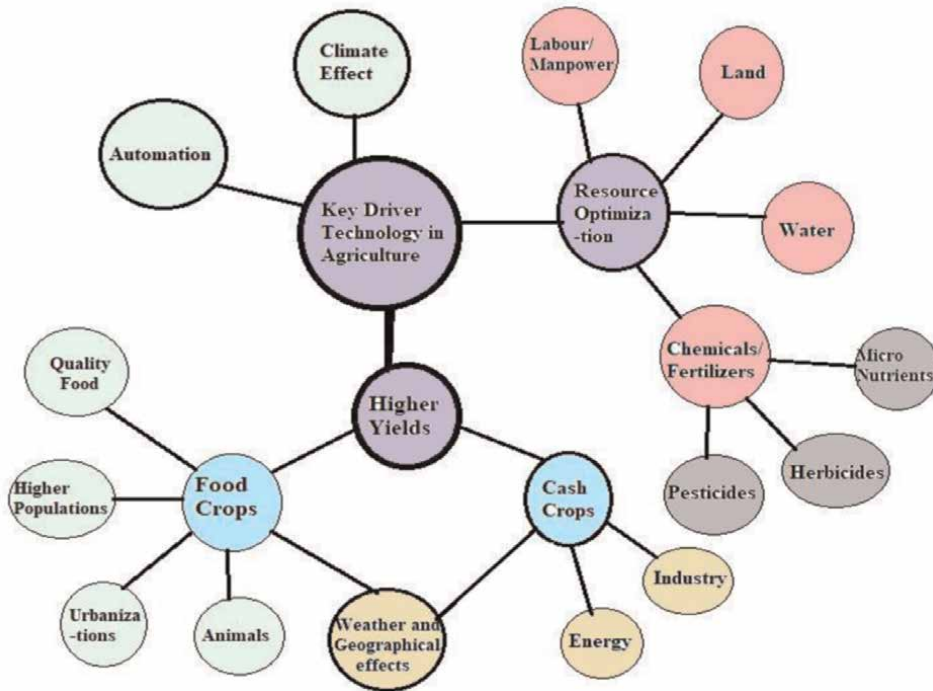 Climate
Effect
Labour/
Manpower
Land
Automation
Key Driver
Technology in
Agriculture
Resource
Optimiza
-tion
Water
Quality
Food
Higher
Yields
Chemicals/
Fertilizers
Micro
Nutrients
Higher
Populations
Food
Crops
Cash
Crops
Pesticides
Herbicides
Urbaniza
-tions
Animals
Weather and
Geographical
effects
Energy
Industry